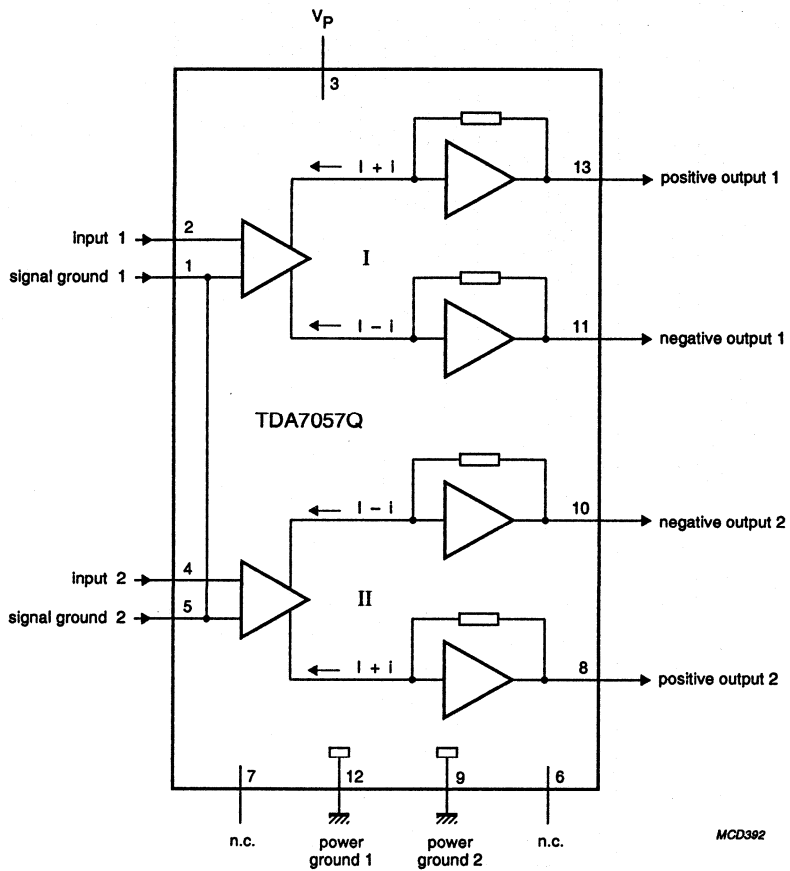 VP
3
I + i
13
positive output 1
input 1
2
signal ground 1
1
I
I − i
11
negative output 1
TDA7057Q
I − i
10
negative output 2
input 2
4
signal ground 2
5
II
I + i
8
positive output 2
7
12
9
6
n.c.
power
ground 1
power
ground 2
n.c.
MCD392